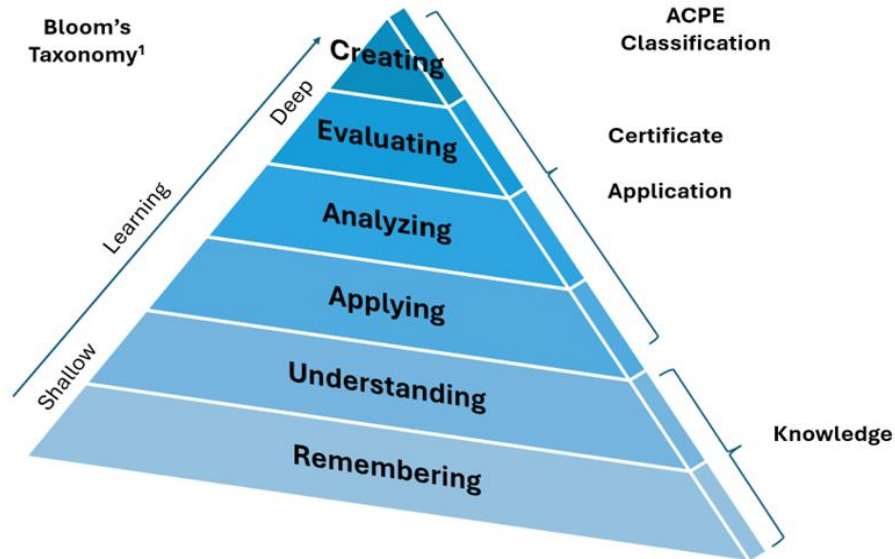 Bloom’s
Taxonomy¹
ACPE
Classification
Deep
Learning
Shallow
Creating
Evaluating
Analyzing
Applying
Understanding
Remembering
Certificate
Application
Knowledge